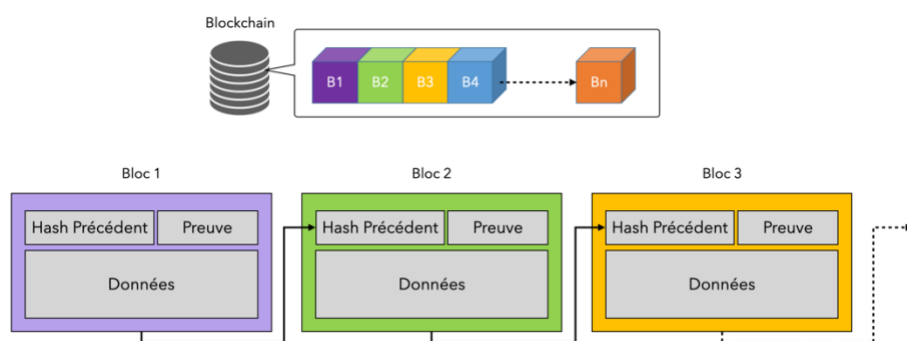 Blockchain
B1 B2 B3 B4 Bn
Bloc 1 Bloc 2 Bloc 3
Hash Précédent Preuve Hash Précédent Preuve Hash Précédent Preuve
Données Données Données